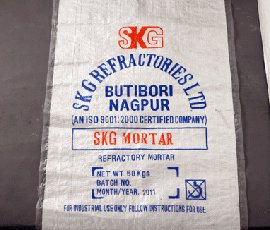 SKG
SKG REFRACTORIES LTD
BUTIBORI
NAGPUR
(AN ISO 9001:2000 CERTIFIED COMPANY)
SKG MORTAR
REFRACTORY MORTAR
NET WT 50 KGS
BATCH NO.
MONTH/YEAR. 2011
FOR INDUSTRIAL USE ONLY FOLLOW INSTRUCTIONS FOR USE